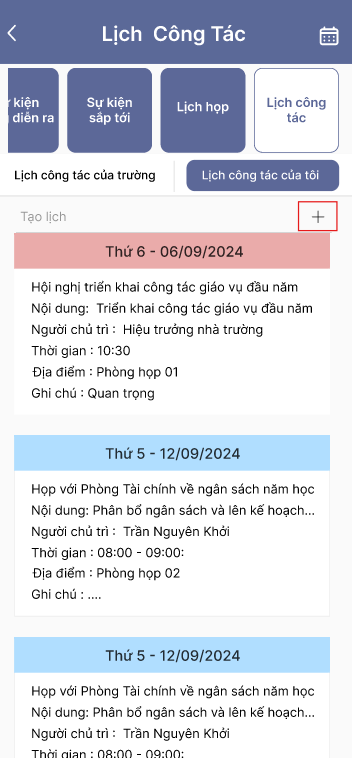 Lịch Công Tác
kiện
diễn ra
Sự kiện
sắp tới
Lịch họp
Lịch công
tác
Lịch công tác của trường
Lịch công tác của tôi
Tạo lịch
Thứ 6 - 06/09/2024
Hội nghị triển khai công tác giáo vụ đầu năm
Nội dung: Triển khai công tác giáo vụ đầu năm
Người chủ trì : Hiệu trưởng nhà trường
Thời gian : 10:30
Địa điểm : Phòng họp 01
Ghi chú : Quan trọng
Thứ 5 - 12/09/2024
Họp với Phòng Tài chính về ngân sách năm học
Nội dung: Phân bổ ngân sách và lên kế hoạch...
Người chủ trì : Trần Nguyên Khởi
Thời gian : 08:00 - 09:00:
Địa điểm : Phòng họp 02
Ghi chú : ....
Thứ 5 - 12/09/2024
Họp với Phòng Tài chính về ngân sách năm học
Nội dung: Phân bổ ngân sách và lên kế hoạch...
Người chủ trì : Trần Nguyên Khởi
Thời gian : 08:00 - 09:00: